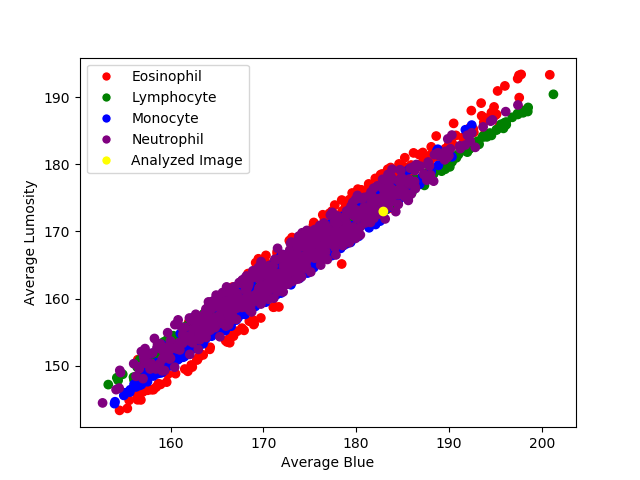 Eosinophil
Lymphocyte
Monocyte
Neutrophil
Analyzed Image
190
180
170
160
150
Average Lumosity
160 170 180 190 200
Average Blue